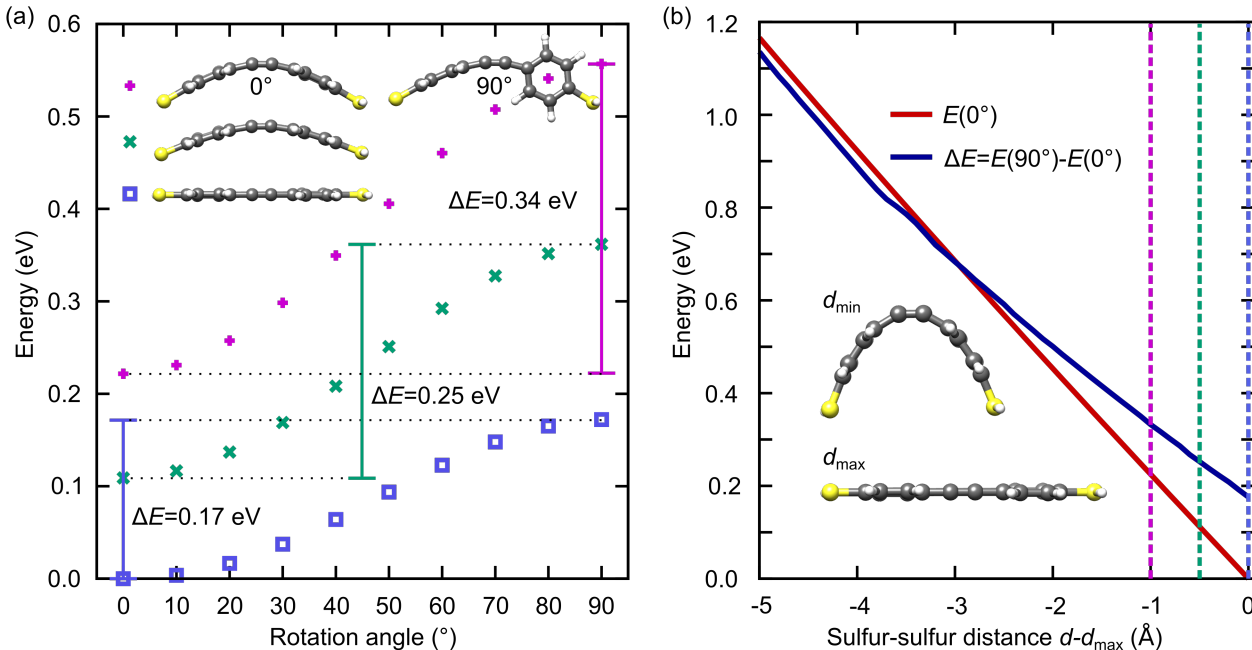 (a)
0.6
0.5
0.4
0.3
0.2
0.1
0.0
Energy (eV)
0°
90°
ΔE=0.34 eV
ΔE=0.25 eV
ΔE=0.17 eV
0 10 20 30 40 50 60 70 80 90
Rotation angle (°)
(b)
1.2
1.0
0.8
0.6
0.4
0.2
0.0
Energy (eV)
E(0°)
ΔE=E(90°)-E(0°)
dmin
dmax
-5 -4 -3 -2 -1 0
Sulfur-sulfur distance d-dmax (Å)